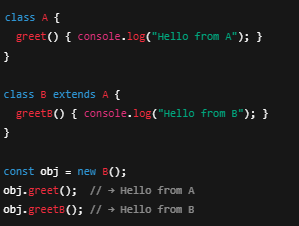 class A {
  greet() { console.log("Hello from A"); }
}
class B extends A {
  greetB() { console.log("Hello from B"); }
}
const obj = new B();
obj.greet();  // → Hello from A
obj.greetB(); // → Hello from B